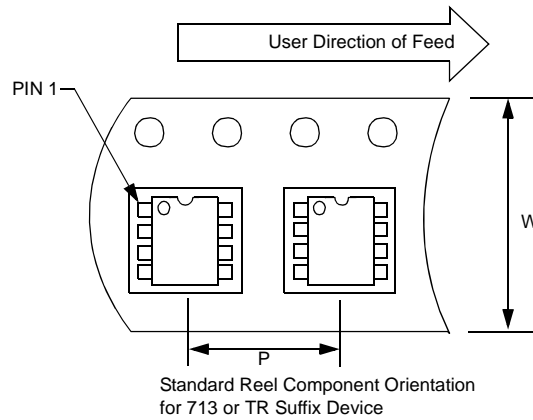 User Direction of Feed
PIN 1
W
P
Standard Reel Component Orientation
for 713 or TR Suffix Device